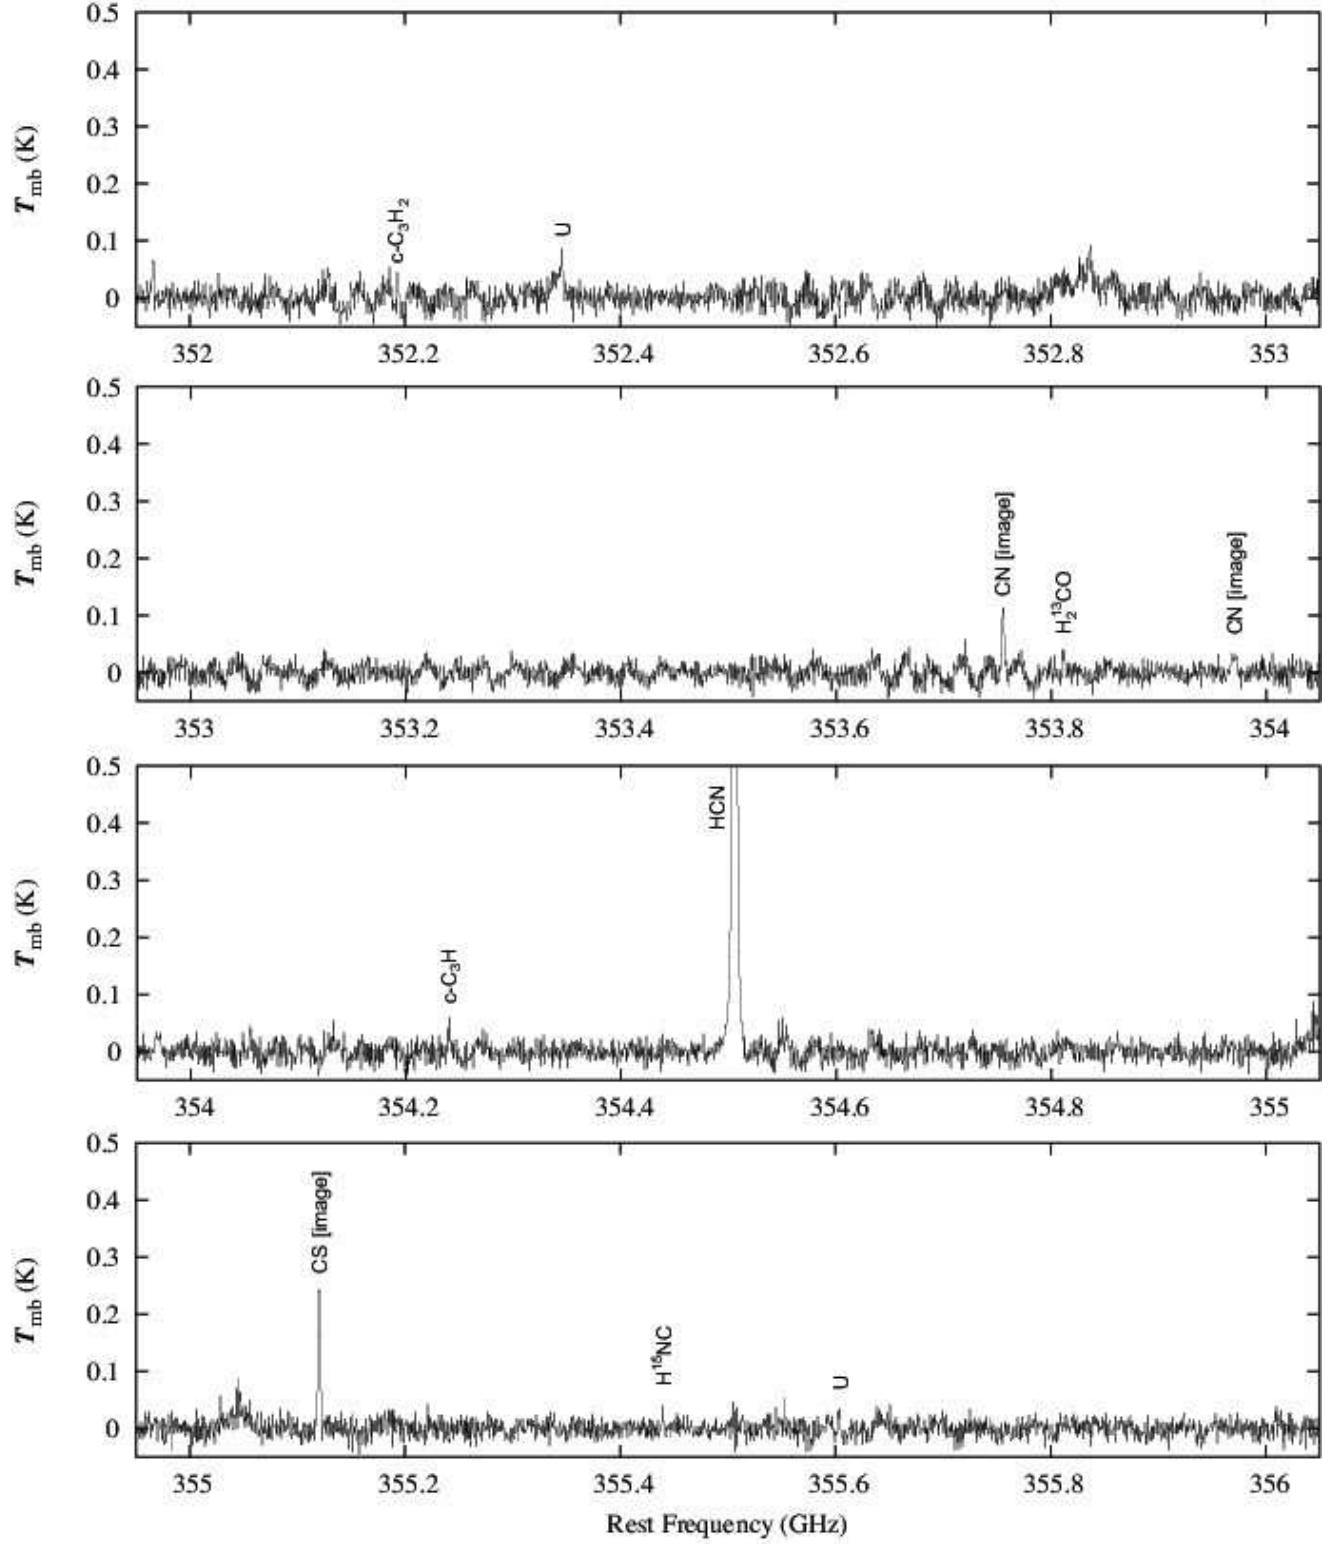 0.5
0.4
0.3
0.2
0.1
0
T_mb (K)
c-C₃H₂
U
352 352.2 352.4 352.6 352.8 353
0.5
0.4
0.3
0.2
0.1
0
T_mb (K)
CN [image]
H₂¹³CO
CN [image]
353 353.2 353.4 353.6 353.8 354
0.5
0.4
0.3
0.2
0.1
0
T_mb (K)
c-C₃H
HCN
354 354.2 354.4 354.6 354.8 355
0.5
0.4
0.3
0.2
0.1
0
T_mb (K)
CS [image]
H¹⁵NC
U
355 355.2 355.4 355.6 355.8 356
Rest Frequency (GHz)